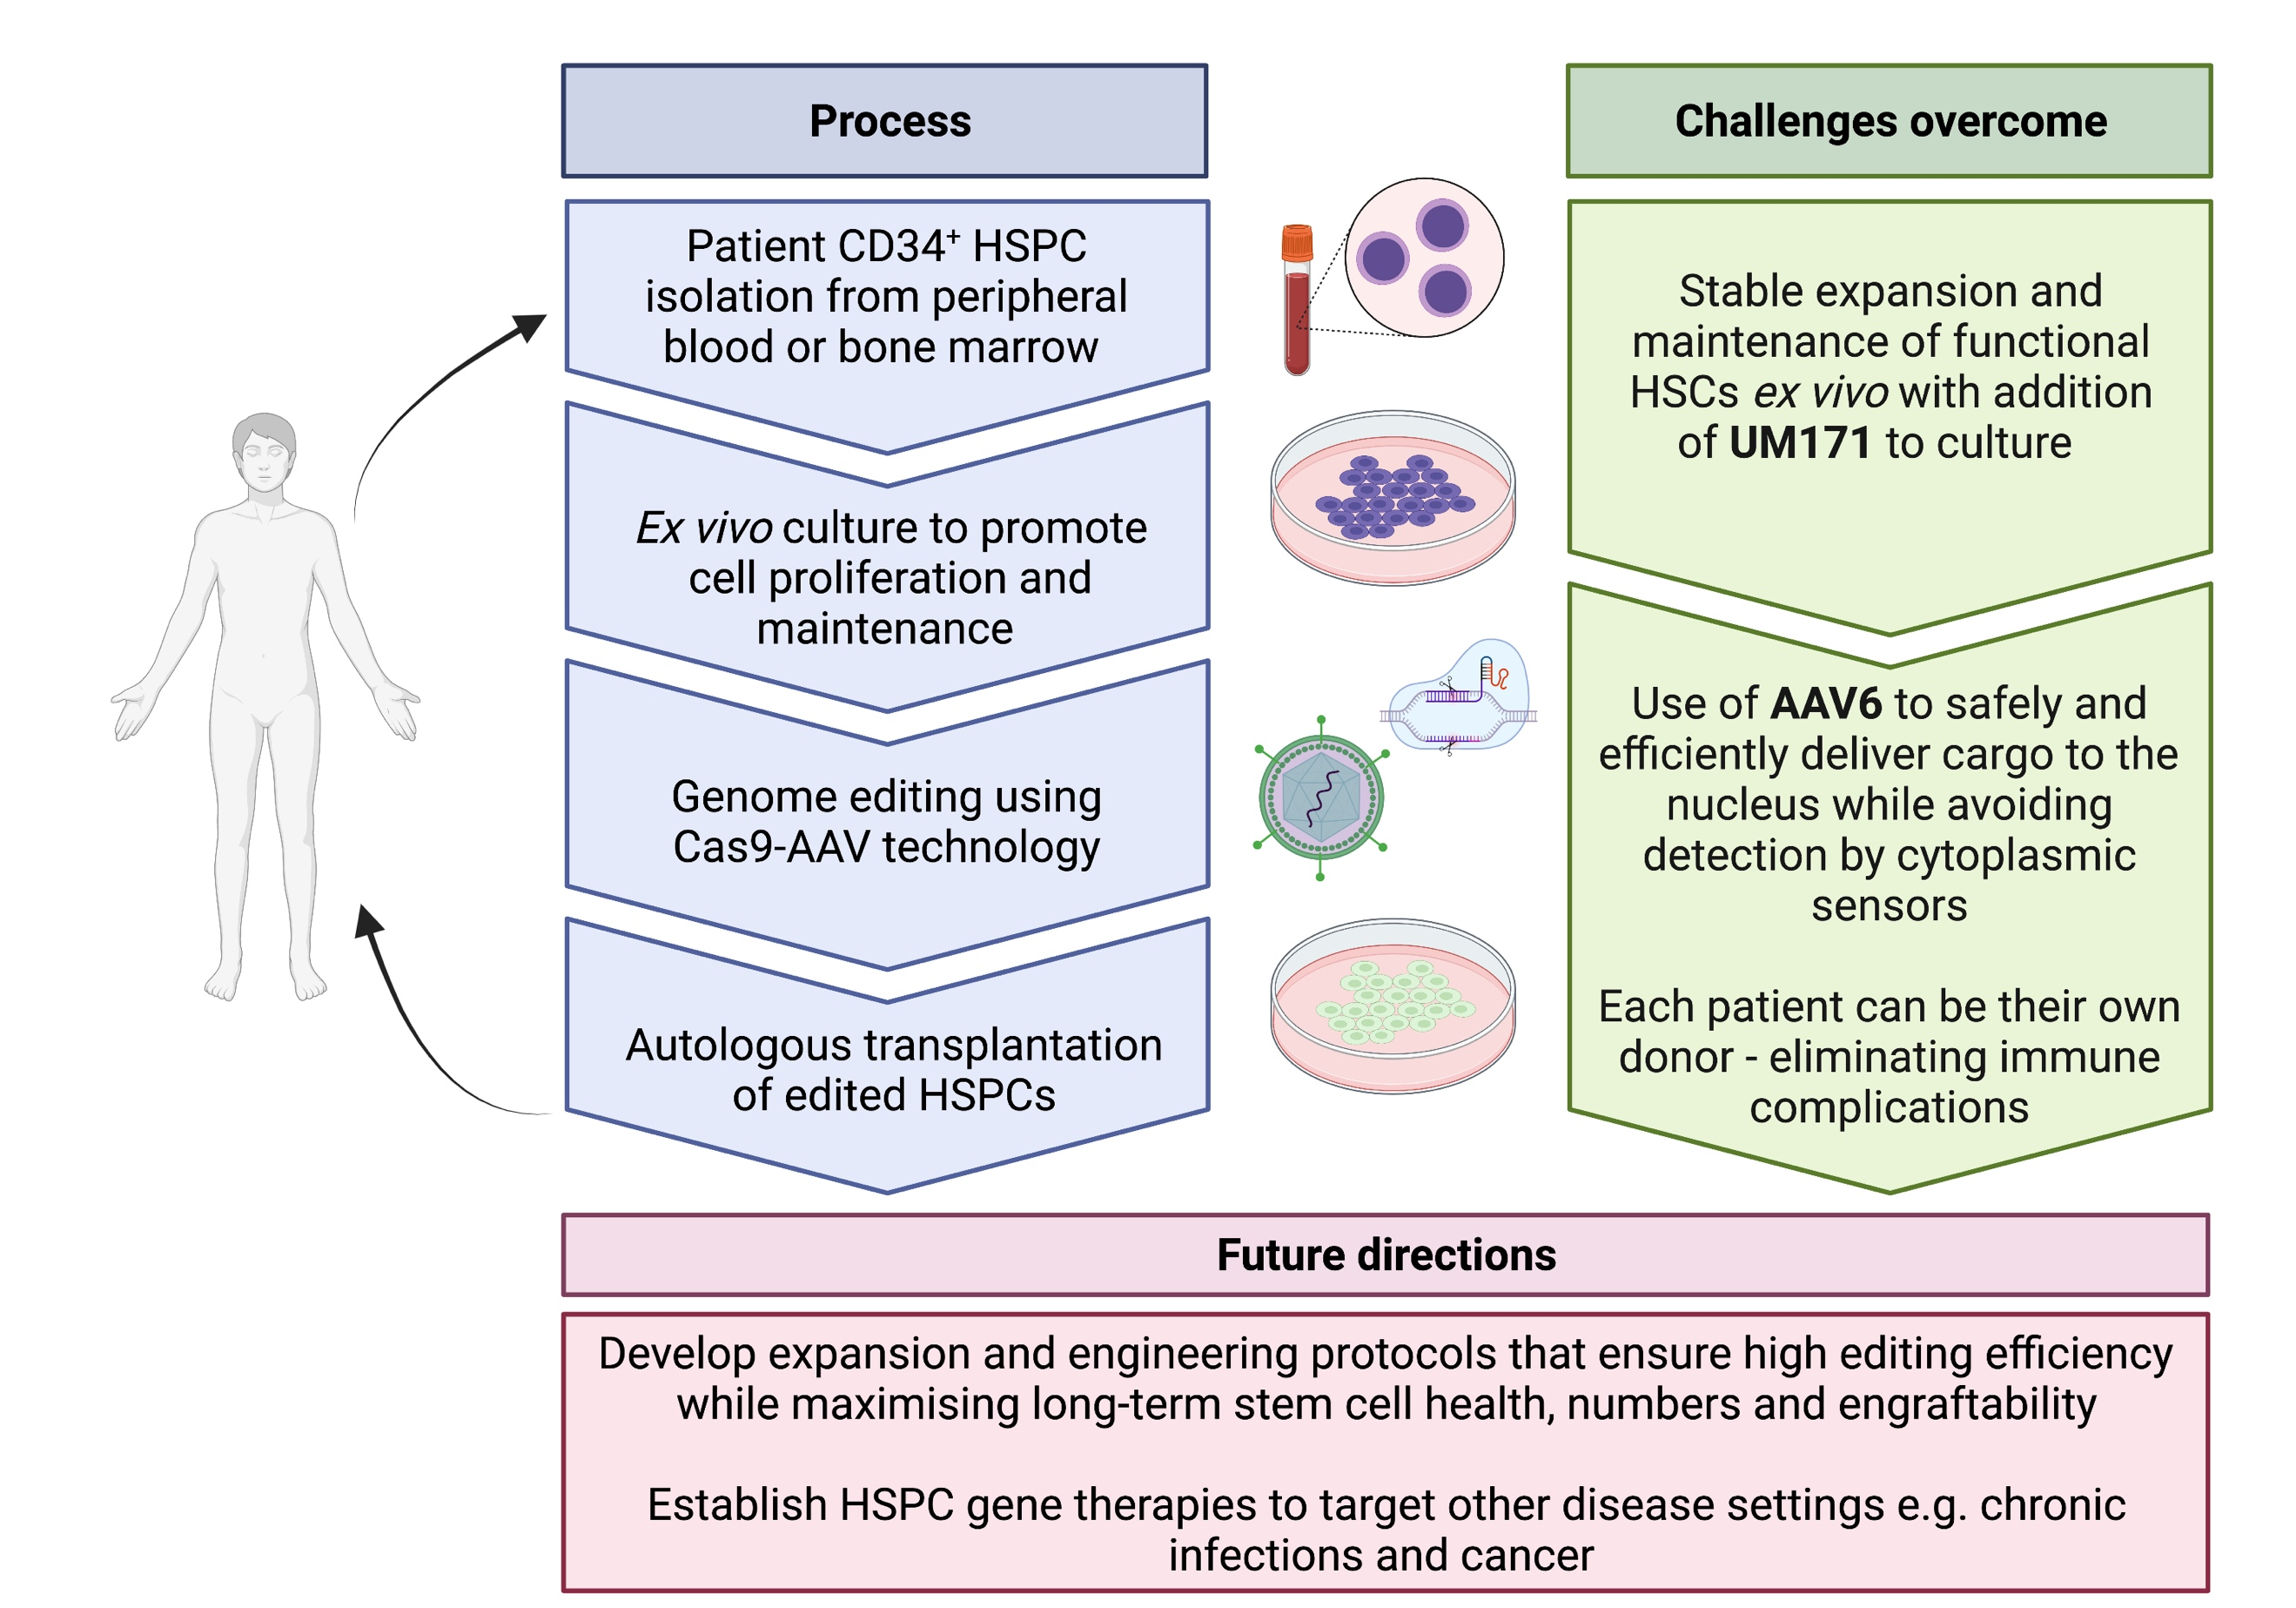 Process
Patient CD34⁺ HSPC
isolation from peripheral
blood or bone marrow
Ex vivo culture to promote
cell proliferation and
maintenance
Genome editing using
Cas9-AAV technology
Autologous transplantation
of edited HSPCs
Challenges overcome
Stable expansion and
maintenance of functional
HSCs ex vivo with addition
of UM171 to culture
Use of AAV6 to safely and
efficiently deliver cargo to the
nucleus while avoiding
detection by cytoplasmic
sensors
Each patient can be their own
donor - eliminating immune
complications
Future directions
Develop expansion and engineering protocols that ensure high editing efficiency
while maximising long-term stem cell health, numbers and engraftability
Establish HSPC gene therapies to target other disease settings e.g. chronic
infections and cancer